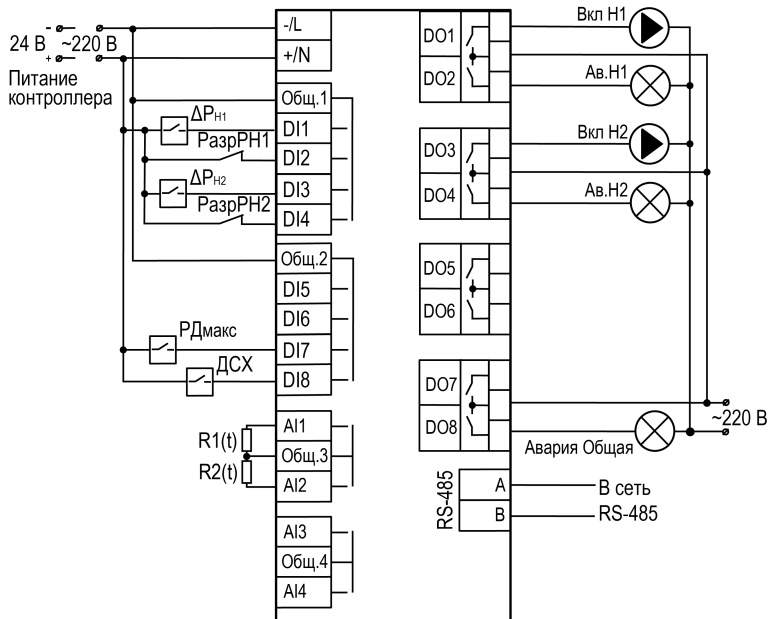 - -/L
24 В ~220 В
+ +/N
Питание
контроллера
Общ.1
ΔPН1
DI1
РазрРН1
DI2
ΔPН2
DI3
РазрРН2
DI4
Общ.2
DI5
DI6
РДмакс
DI7
ДСХ
DI8
AI1
R1(t)
Общ.3
R2(t)
AI2
AI3
Общ.4
AI4
DO1
Вкл Н1
DO2
Ав.Н1
DO3
Вкл Н2
DO4
Ав.Н2
DO5
DO6
DO7
DO8
~220 В
Авария Общая
RS-485
A
В сеть
B
RS-485